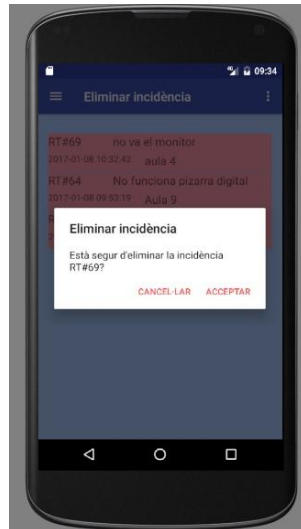 09:34
Eliminar incidència
RT#69 no va el monitor
2017-01-08 10:32:42 aula 4
RT#64 No funciona pizarra digital
2017-01-08 09:53:19 Aula 9
Eliminar incidència
Està segur d'eliminar la incidència
RT#69?
CANCEL·LAR ACCEPTAR